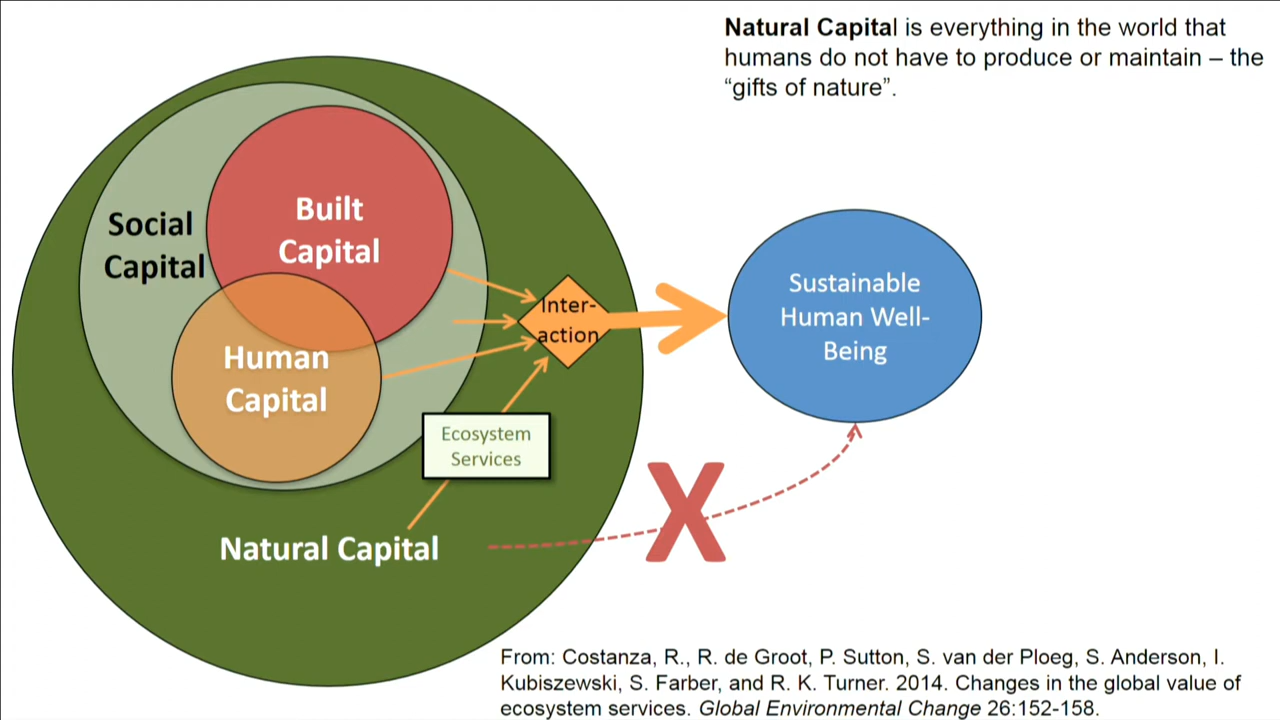 Natural Capital is everything in the world that
humans do not have to produce or maintain – the
“gifts of nature”.
Social
Capital
Built
Capital
Human
Capital
Inter-
action
Ecosystem
Services
Natural Capital
X
Sustainable
Human Well-
Being
From: Costanza, R., R. de Groot, P. Sutton, S. van der Ploeg, S. Anderson, I.
Kubiszewski, S. Farber, and R. K. Turner. 2014. Changes in the global value of
ecosystem services. Global Environmental Change 26:152-158.